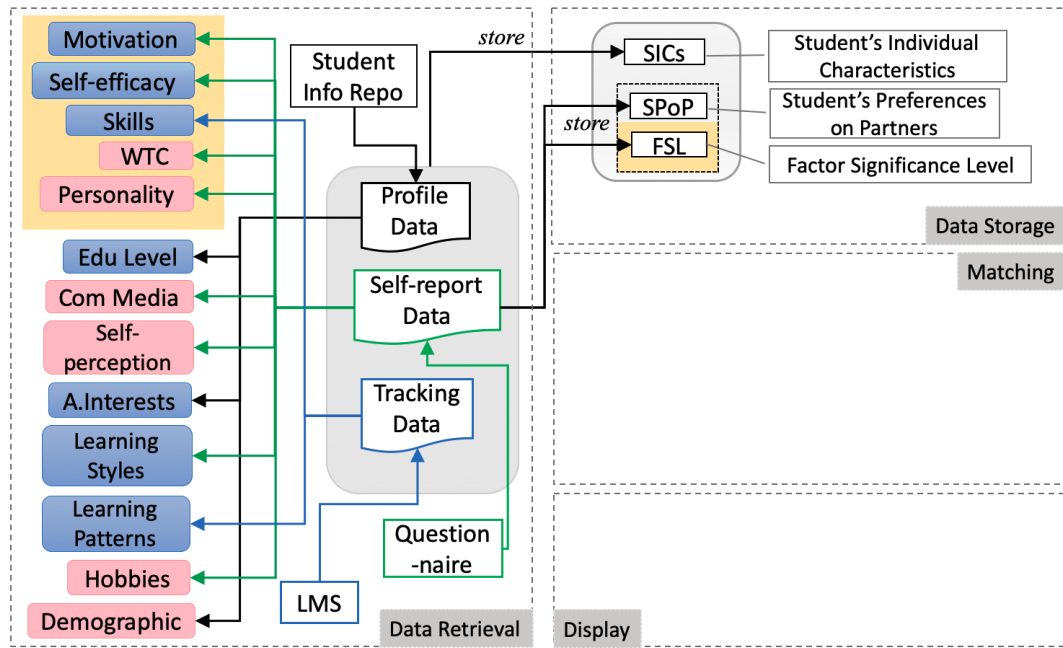 Motivation
Self-efficacy
Skills
WTC
Personality
Edu Level
Com Media
Self-
perception
A.Interests
Learning
Styles
Learning
Patterns
Hobbies
Demographic
Student
Info Repo
Profile
Data
Self-report
Data
Tracking
Data
Question
-naire
LMS
Data Retrieval
store
store
SICs
SPoP
FSL
Student’s Individual
Characteristics
Student’s Preferences
on Partners
Factor Significance Level
Data Storage
Matching
Display